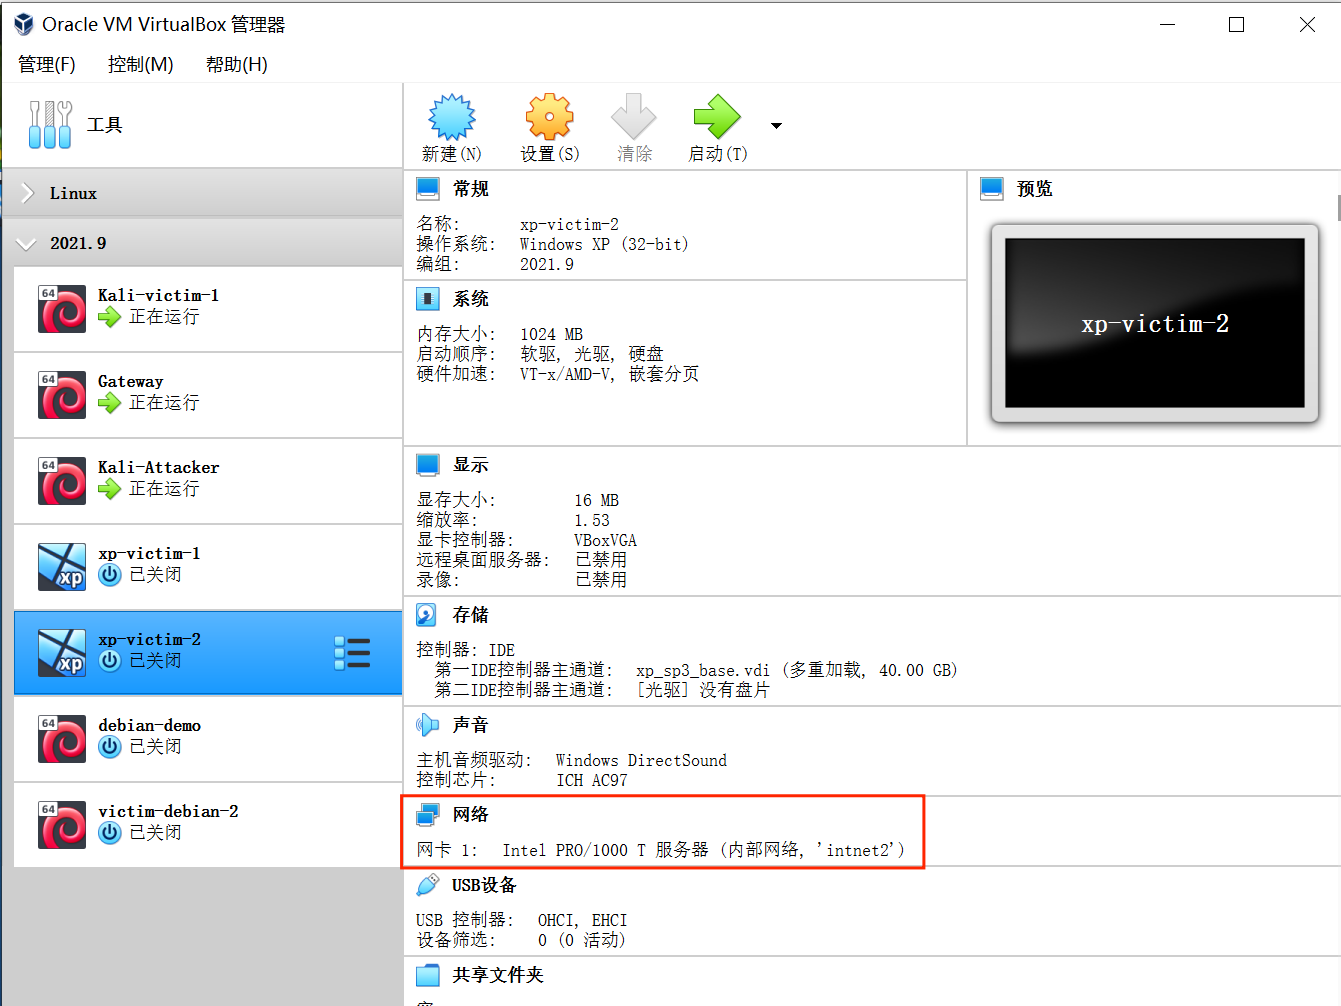 Oracle VM VirtualBox 管理器
管理(F) 控制(M) 帮助(H)
工具
新建(N) 设置(S) 清除 启动(T)
Linux
2021.9
64
Kali-victim-1
正在运行
64
Gateway
正在运行
64
Kali-Attacker
正在运行
xp
xp-victim-1
已关闭
xp
xp-victim-2
已关闭
64
debian-demo
已关闭
64
victim-debian-2
已关闭
常规
名称: xp-victim-2
操作系统: Windows XP (32-bit)
编组: 2021.9
系统
内存大小: 1024 MB
启动顺序: 软驱, 光驱, 硬盘
硬件加速: VT-x/AMD-V, 嵌套分页
预览
xp-victim-2
显示
显存大小: 16 MB
缩放率: 1.53
显卡控制器: VBoxVGA
远程桌面服务器: 已禁用
录像: 已禁用
存储
控制器: IDE
第一IDE控制器主通道: xp_sp3_base.vdi (多重加载, 40.00 GB)
第二IDE控制器主通道: [光驱] 没有盘片
声音
主机音频驱动: Windows DirectSound
控制芯片: ICH AC97
网络
网卡 1: Intel PRO/1000 T 服务器 (内部网络, 'intnet2')
USB设备
USB 控制器: OHCI, EHCI
设备筛选: 0 (0 活动)
共享文件夹